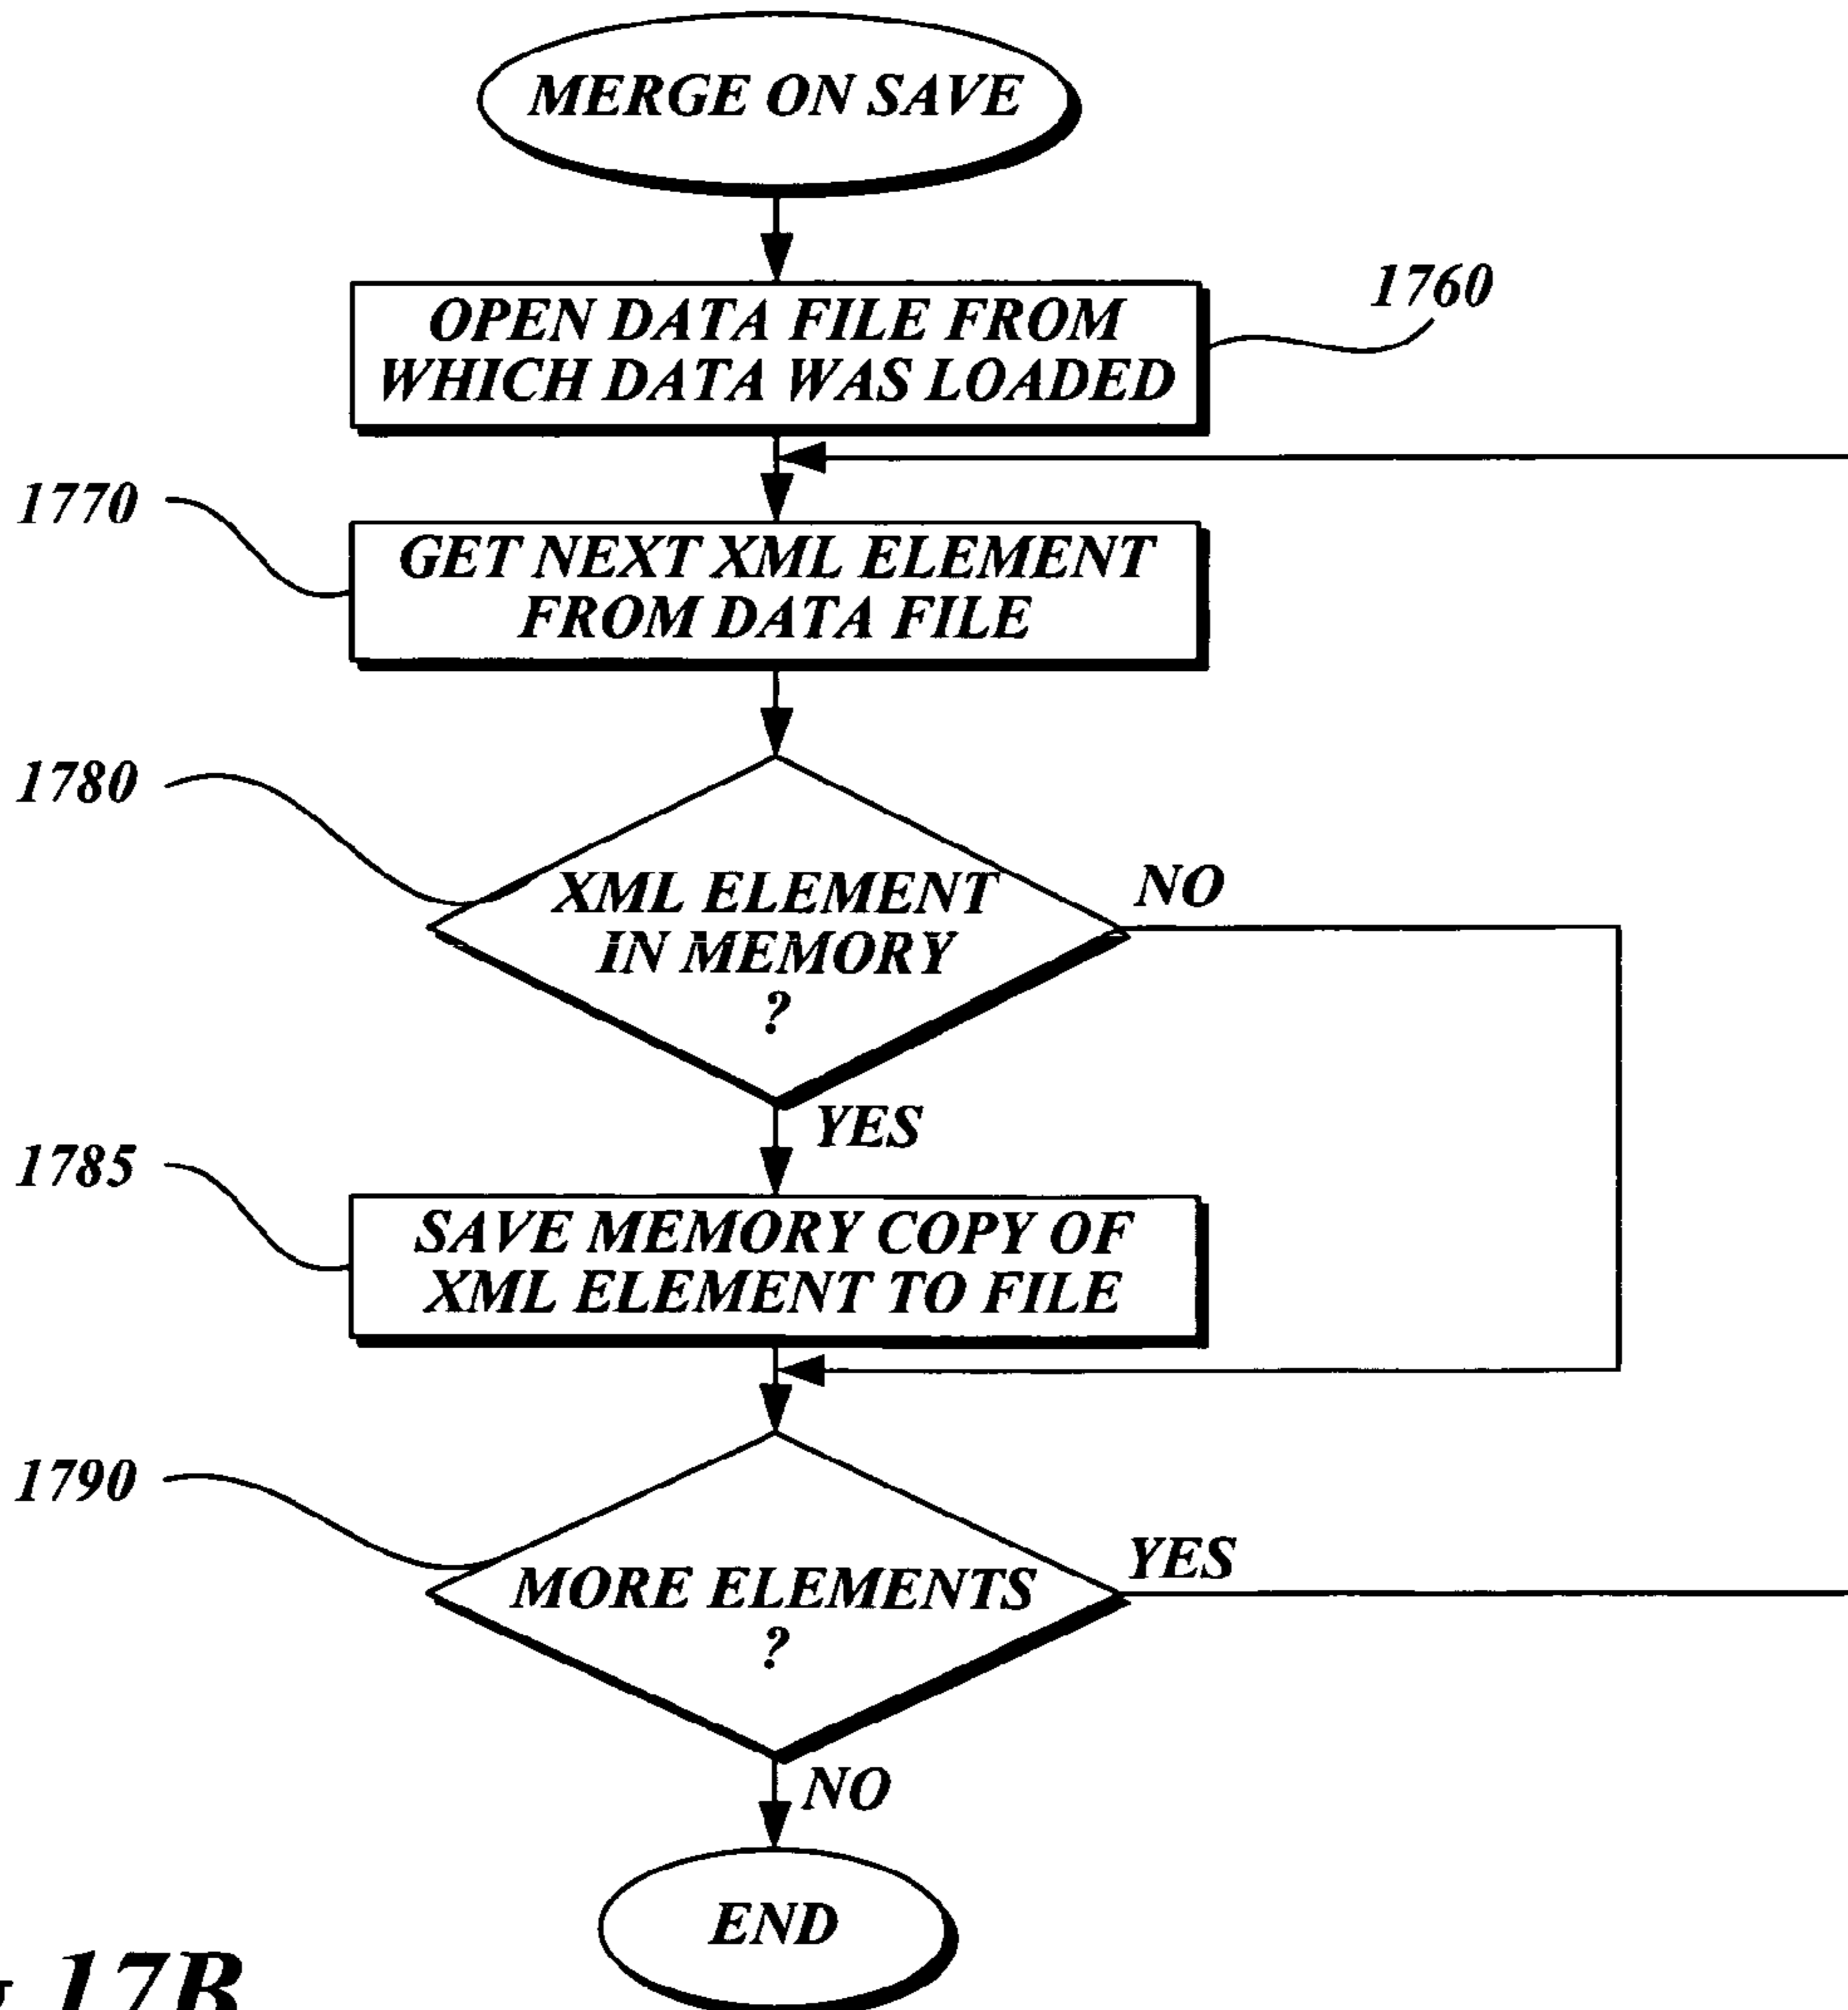 MERGE ON SAVE
OPEN DATA FILE FROM
WHICH DATA WAS LOADED
1760
1770
GET NEXT XML ELEMENT
FROM DATA FILE
1780
XML ELEMENT
IN MEMORY
?
NO
YES
1785
SAVE MEMORY COPY OF
XML ELEMENT TO FILE
1790
MORE ELEMENTS
?
YES
NO
END
17B